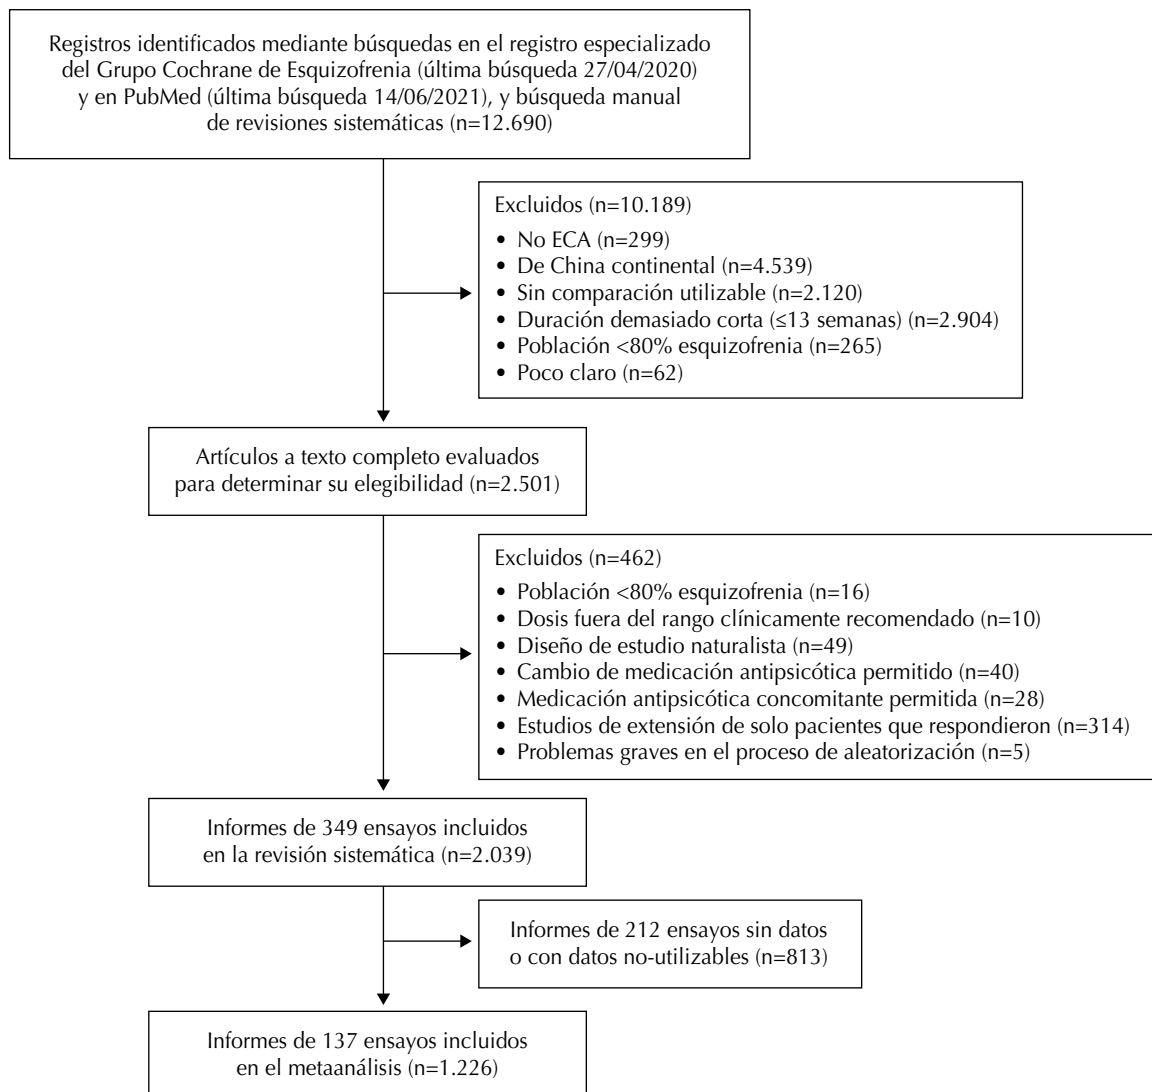 Registros identificados mediante búsquedas en el registro especializado
del Grupo Cochrane de Esquizofrenia (última búsqueda 27/04/2020)
y en PubMed (última búsqueda 14/06/2021), y búsqueda manual
de revisiones sistemáticas (n=12.690)
Excluidos (n=10.189)
• No ECA (n=299)
• De China continental (n=4.539)
• Sin comparación utilizable (n=2.120)
• Duración demasiado corta (≤13 semanas) (n=2.904)
• Población <80% esquizofrenia (n=265)
• Poco claro (n=62)
Artículos a texto completo evaluados
para determinar su elegibilidad (n=2.501)
Excluidos (n=462)
• Población <80% esquizofrenia (n=16)
• Dosis fuera del rango clínicamente recomendado (n=10)
• Diseño de estudio naturalista (n=49)
• Cambio de medicación antipsicótica permitido (n=40)
• Medicación antipsicótica concomitante permitida (n=28)
• Estudios de extensión de solo pacientes que respondieron (n=314)
• Problemas graves en el proceso de aleatorización (n=5)
Informes de 349 ensayos incluidos
en la revisión sistemática (n=2.039)
Informes de 212 ensayos sin datos
o con datos no-utilizables (n=813)
Informes de 137 ensayos incluidos
en el metaanálisis (n=1.226)